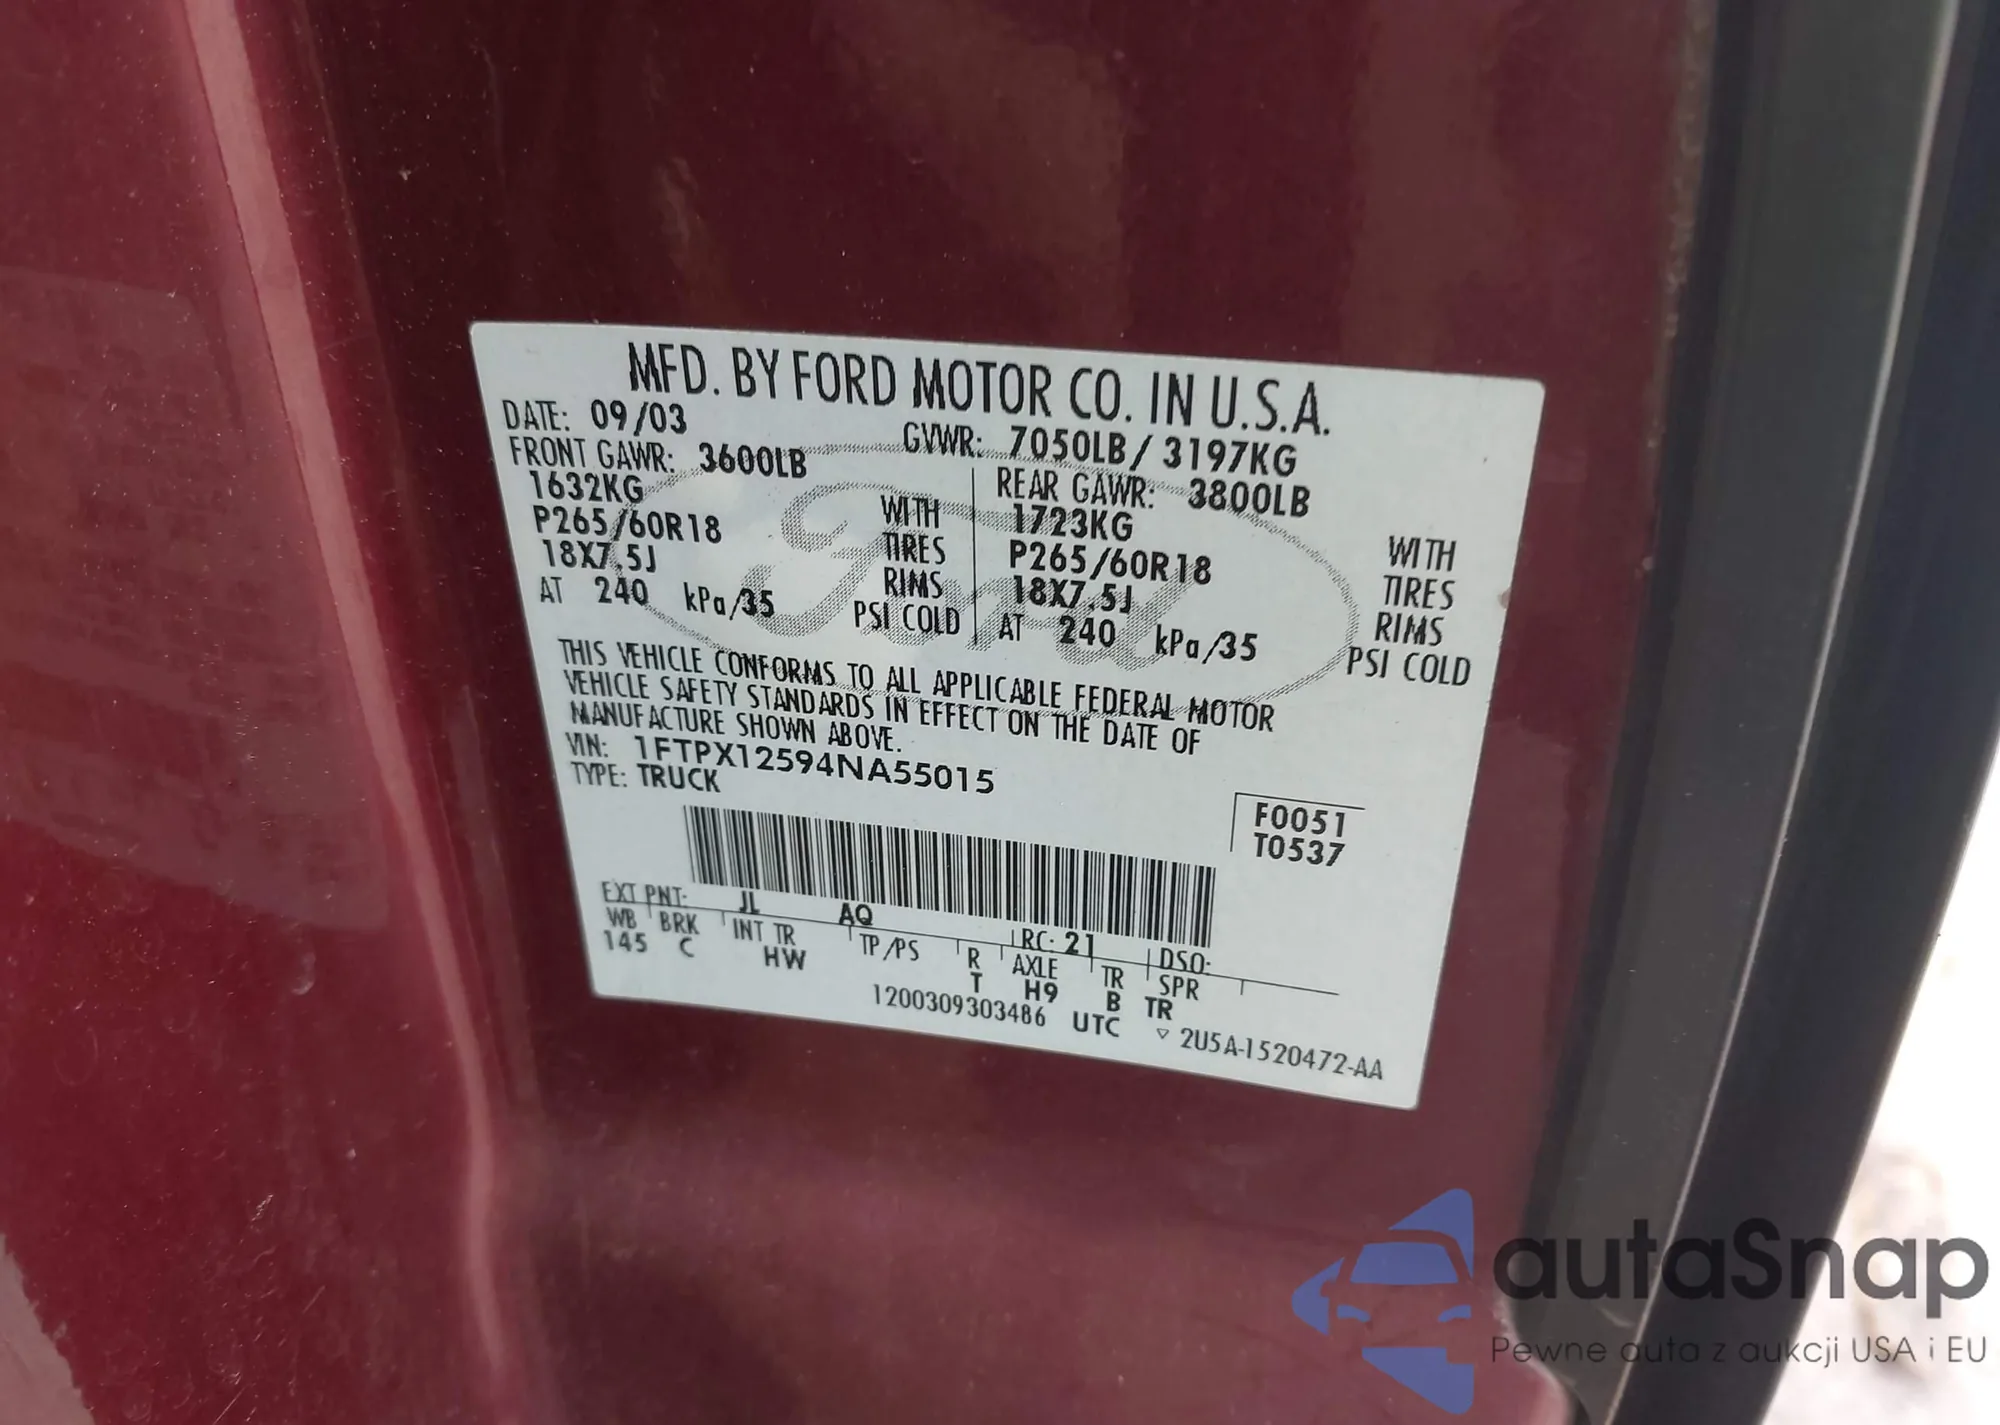 MFD. BY FORD MOTOR CO. IN U.S.A.
DATE: 09/03 GVWR: 7050LB / 3197KG
FRONT GAWR: 3600LB REAR GAWR: 3800LB
1632KG WITH 1723KG WITH
P265/60R18 TIRES P265/60R18 TIRES
18X7.5J RIMS 18X7.5J RIMS
AT 240 kPa/35 PSI COLD AT 240 kPa/35 PSI COLD
THIS VEHICLE CONFORMS TO ALL APPLICABLE FEDERAL MOTOR
VEHICLE SAFETY STANDARDS IN EFFECT ON THE DATE OF
MANUFACTURE SHOWN ABOVE.
VIN: 1FTPX12594NA55015
TYPE: TRUCK
F0051
T0537
EXT PNT: JL AQ RC: 21 DSO:
WB BRK INT TR TP/PS R AXLE TR SPR
145 C HW T H9 B TR
1200309303486 UTC ▽ 2U5A-1520472-AA
Ford
autaSnap
Pewne auta z aukcji USA i EU